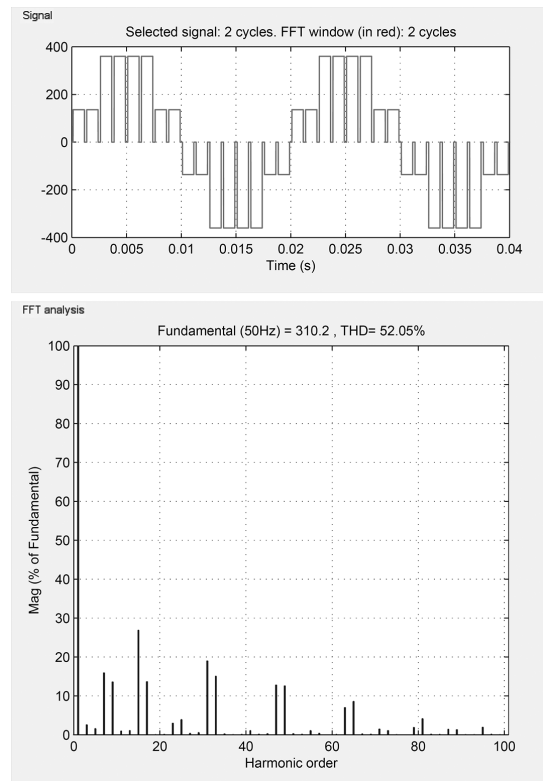 Signal
Selected signal: 2 cycles. FFT window (in red): 2 cycles
400
200
0
-200
-400
0 0.005 0.01 0.015 0.02 0.025 0.03 0.035 0.04
Time (s)
FFT analysis
Fundamental (50Hz) = 310.2 , THD= 52.05%
100
90
80
70
60
50
40
30
20
10
0
Mag (% of Fundamental)
0 20 40 60 80 100
Harmonic order